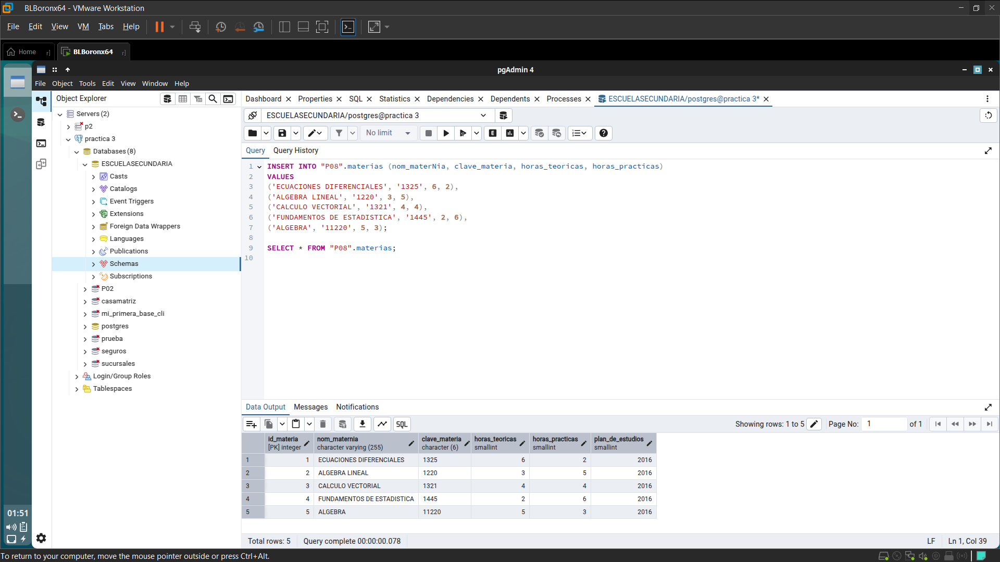 BLBoronx64 - VMware Workstation
File Edit View VM Tabs Help
Home BLBoronx64
pgAdmin 4
File Object Tools Edit View Window Help
Object Explorer
Dashboard Properties SQL Statistics Dependencies Dependents Processes ESCUELASECUNDARIA/postgres@practica 3*
Servers (2)
p2
practica 3
Databases (8)
ESCUELASECUNDARIA
Casts
Catalogs
Event Triggers
Extensions
Foreign Data Wrappers
Languages
Publications
Schemas
Subscriptions
P02
casamatriz
mi_primera_base_cli
postgres
prueba
seguros
sucursales
Login/Group Roles
Tablespaces
ESCUELASECUNDARIA/postgres@practica 3
No limit
E
Query Query History
1 INSERT INTO "P08".materias (nom_materNia, clave_materia, horas_teoricas, horas_practicas)
2 VALUES
3 ('ECUACIONES DIFERENCIALES', '1325', 6, 2),
4 ('ALGEBRA LINEAL', '1220', 3, 5),
5 ('CALCULO VECTORIAL', '1321', 4, 4),
6 ('FUNDAMENTOS DE ESTADISTICA', '1445', 2, 6),
7 ('ALGEBRA', '11220', 5, 3);
8
9 SELECT * FROM "P08".materias;
10
Data Output Messages Notifications
SQL Showing rows: 1 to 5 Page No: 1 of 1
id_materia nom_maternia clave_materia horas_teoricas horas_practicas plan_de_estudios
[PK] integer character varying (255) character (6) smallint smallint smallint
1 1 ECUACIONES DIFERENCIALES 1325 6 2 2016
2 2 ALGEBRA LINEAL 1220 3 5 2016
3 3 CALCULO VECTORIAL 1321 4 4 2016
4 4 FUNDAMENTOS DE ESTADISTICA 1445 2 6 2016
5 5 ALGEBRA 11220 5 3 2016
Total rows: 5 Query complete 00:00:00.078 LF Ln 1, Col 39
01:51
To return to your computer, move the mouse pointer outside or press Ctrl+Alt.